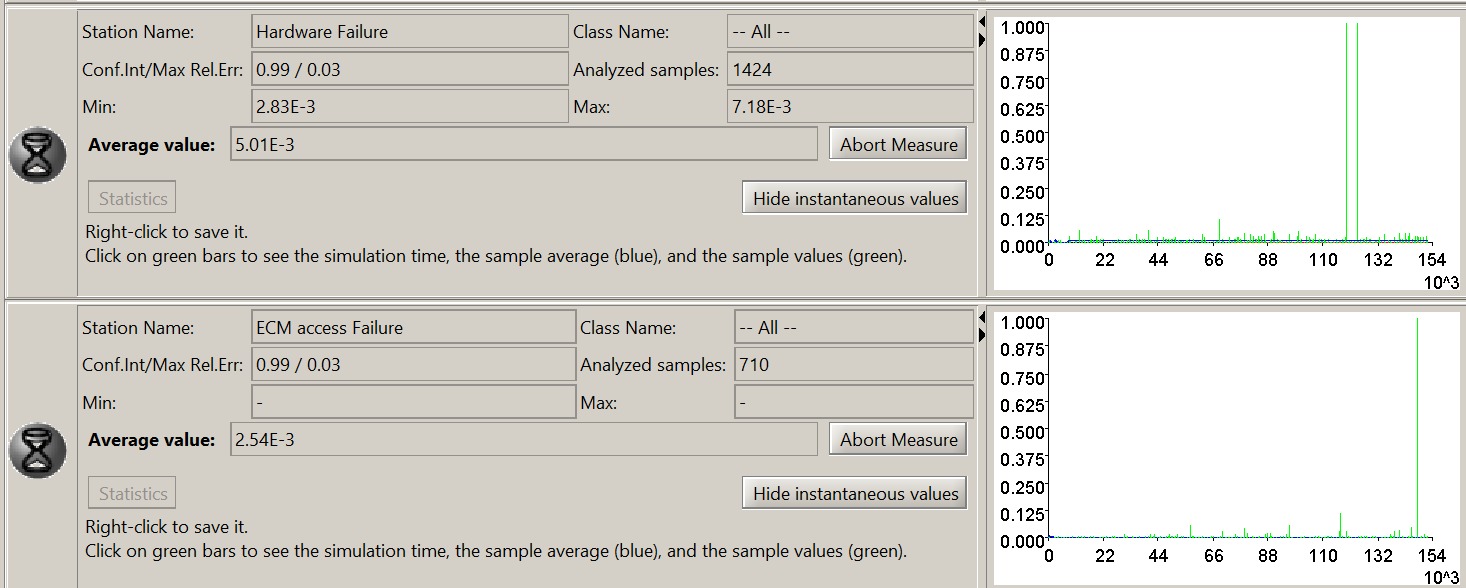 Station Name: Hardware Failure Class Name: -- All --
Conf.Int/Max Rel.Err: 0.99 / 0.03 Analyzed samples: 1424
Min: 2.83E-3 Max: 7.18E-3
Average value: 5.01E-3 Abort Measure
Statistics Hide instantaneous values
Right-click to save it.
Click on green bars to see the simulation time, the sample average (blue), and the sample values (green).
1.000
0.875
0.750
0.625
0.500
0.375
0.250
0.125
0.000
0 22 44 66 88 110 132 154
10^3
Station Name: ECM access Failure Class Name: -- All --
Conf.Int/Max Rel.Err: 0.99 / 0.03 Analyzed samples: 710
Min: - Max: -
Average value: 2.54E-3 Abort Measure
Statistics Hide instantaneous values
Right-click to save it.
Click on green bars to see the simulation time, the sample average (blue), and the sample values (green).
1.000
0.875
0.750
0.625
0.500
0.375
0.250
0.125
0.000
0 22 44 66 88 110 132 154
10^3